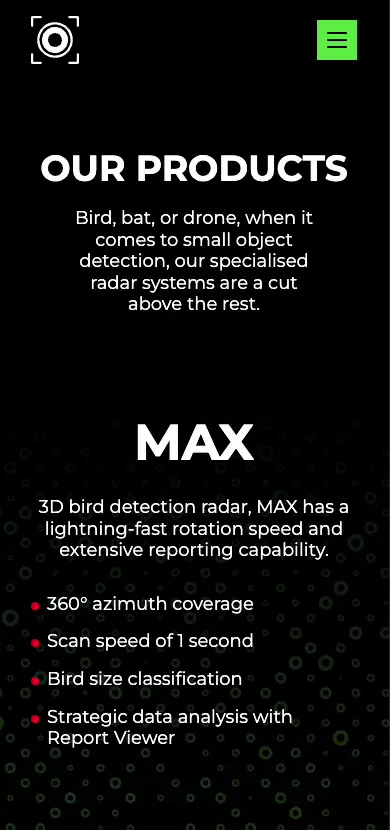 OUR PRODUCTS
Bird, bat, or drone, when it
comes to small object
detection, our specialised
radar systems are a cut
above the rest.
MAX
3D bird detection radar, MAX has a
lightning-fast rotation speed and
extensive reporting capability.
360° azimuth coverage
Scan speed of 1 second
Bird size classification
Strategic data analysis with
Report Viewer